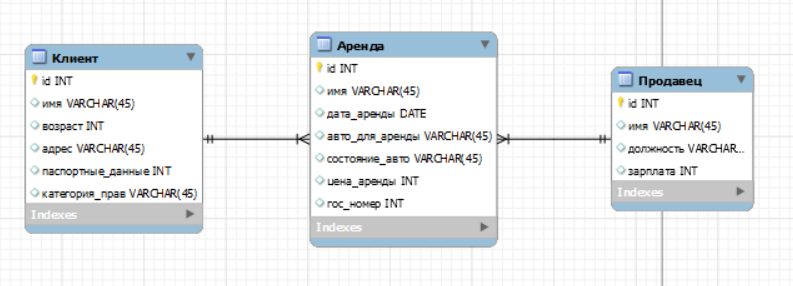 Клиент
id INT
имя VARCHAR(45)
возраст INT
адрес VARCHAR(45)
паспортные_данные INT
категория_прав VARCHAR(45)
Indexes
Аренда
id INT
имя VARCHAR(45)
дата_аренды DATE
авто_для_аренды VARCHAR(45)
состояние_авто VARCHAR(45)
цена_аренды INT
гос_номер INT
Indexes
Продавец
id INT
имя VARCHAR(45)
должность VARCHAR...
зарплата INT
Indexes